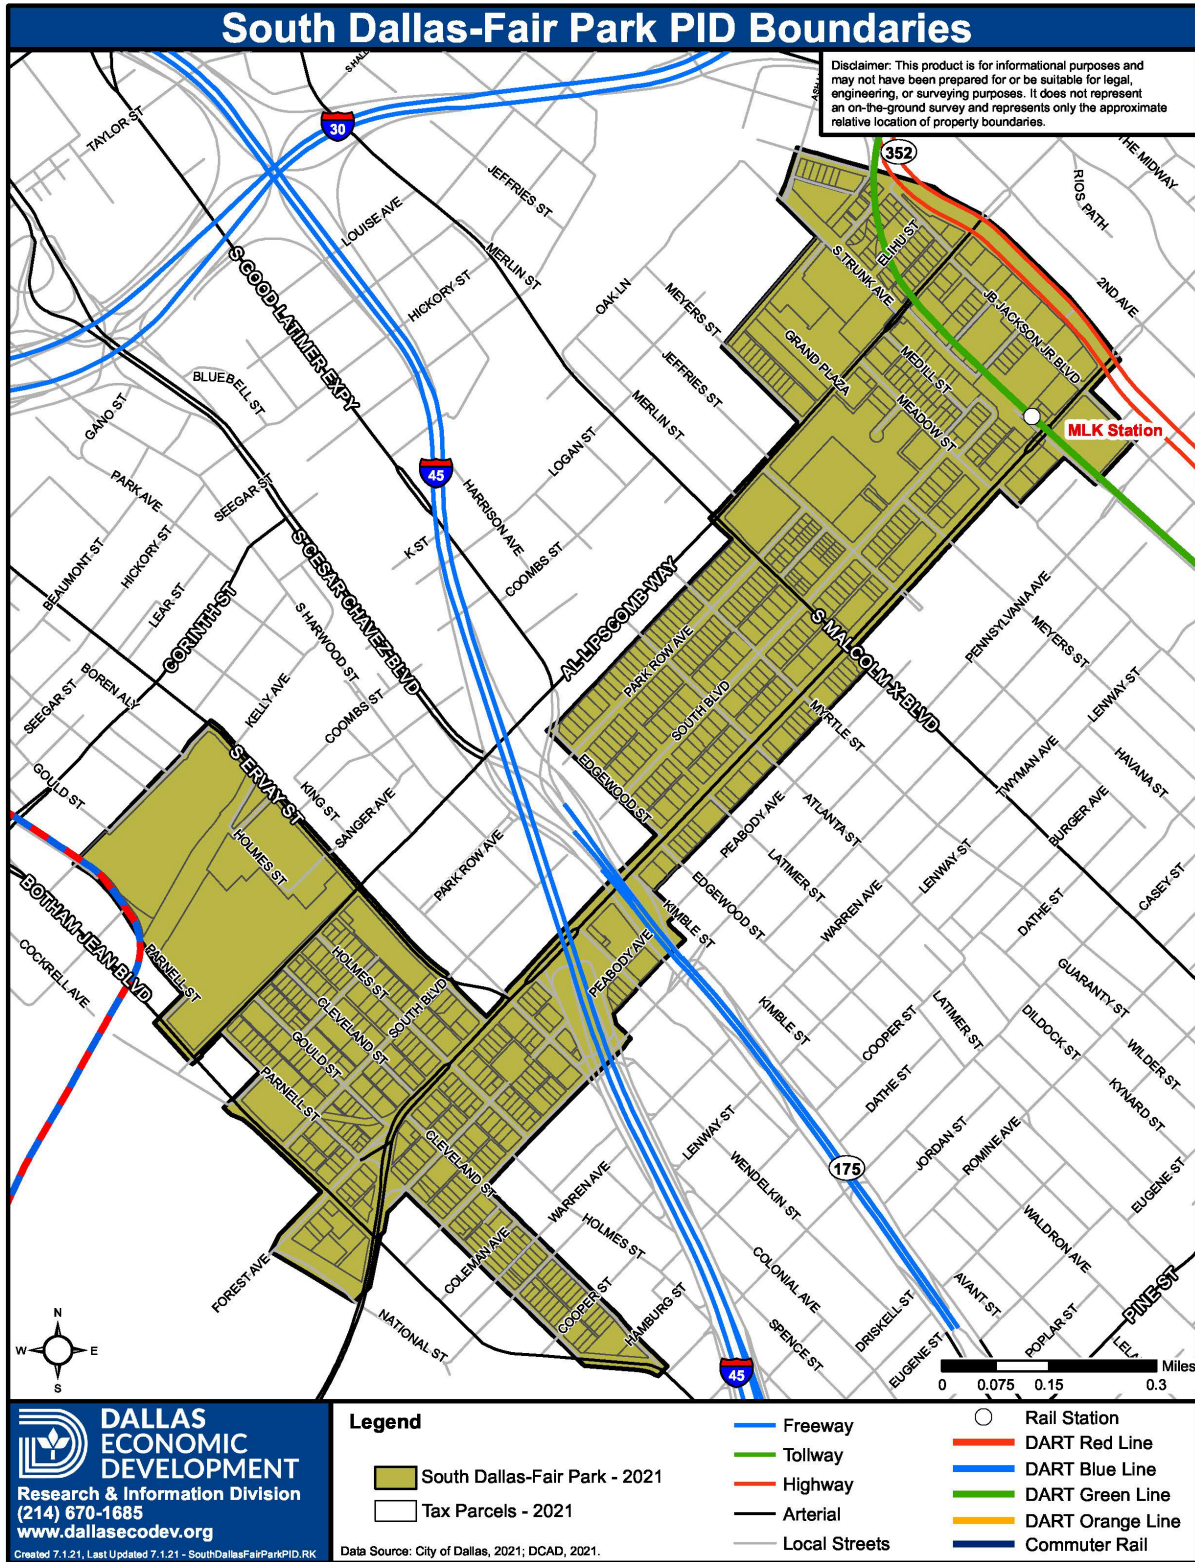 South Dallas-Fair Park PID Boundaries
Disclaimer: This product is for informational purposes and
may not have been prepared for or be suitable for legal,
engineering, or surveying purposes. It does not represent
an on-the-ground survey and represents only the approximate
relative location of property boundaries.
30
352
TAYLOR ST
THE MIDWAY
RIOS PATH
JEFFRIES ST
LOUISE AVE
MERLIN ST
ELIHU ST
S TRUNK AVE
S GOOD LATIMER EXPY
HICKORY ST
OAK LN
MEYERS ST
2ND AVE
JB JACKSON JR BLVD
GRAND PLAZA
MEDILL ST
JEFFRIES ST
BLUEBELL ST
MERLIN ST
MEADOW ST
GANO ST
MLK Station
LOGAN ST
45
PARK AVE
SEEGAR ST
HARRISON AVE
K ST
COOMBS ST
HICKORY ST
BEAUMONT ST
S CESAR CHAVEZ BLVD
LEAR ST
CORINTH ST
AL LIPSCOMB WAY
S HARWOOD ST
PENNSYLVANIA AVE
MEYERS ST
S MALCOLM X BLVD
PARK ROW AVE
LENWAY ST
BOREN ALY
SEEGAR ST
KELLY AVE
COOMBS ST
SOUTH BLVD
MYRTLE ST
S ERVAY ST
EDGEWOOD ST
TWYMAN AVE
HAVANA ST
GOULD ST
KING ST
SANGER AVE
PEABODY AVE
ATLANTA ST
BURGER AVE
HOLMES ST
PARK ROW AVE
LATIMER ST
LENWAY ST
CASEY ST
BOTHAM JEAN BLVD
EDGEWOOD ST
WARREN AVE
DATHE ST
KIMBLE ST
COCKRELL AVE
PARNELL ST
HOLMES ST
PEABODY AVE
GUARANTY ST
SOUTH BLVD
CLEVELAND ST
KIMBLE ST
LATIMER ST
COOPER ST
DILDOCK ST
WILDER ST
GOULD ST
PARNELL ST
DATHE ST
KYNARD ST
CLEVELAND ST
LENWAY ST
JORDAN ST
ROMINE AVE
WENDELKIN ST
175
WARREN AVE
EUGENE ST
HOLMES ST
WALDRON AVE
COLEMAN AVE
FOREST AVE
COLONIAL AVE
COOPER ST
HAMBURG ST
AVANT ST
DRISKELL ST
PINE ST
NATIONAL ST
SPENCE ST
EUGENE ST
POPLAR ST
45
N
W E
S
0 0.075 0.15 0.3 Miles
DALLAS
ECONOMIC
DEVELOPMENT
Research & Information Division
(214) 670-1685
www.dallasecodev.org
Created 7.1.21, Last Updated 7.1.21 - SouthDallasFairParkPID.RK
Legend
South Dallas-Fair Park - 2021
Tax Parcels - 2021
Data Source: City of Dallas, 2021; DCAD, 2021.
Freeway
Tollway
Highway
Arterial
Local Streets
Rail Station
DART Red Line
DART Blue Line
DART Green Line
DART Orange Line
Commuter Rail